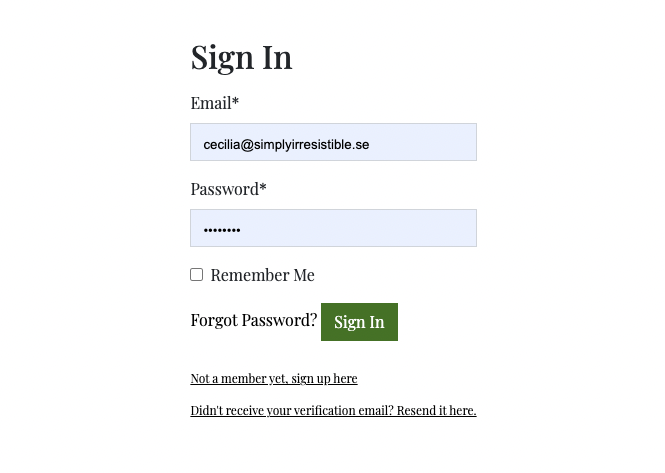 Sign In
Email*
cecilia@simplyirresistible.se
Password*
••••••••
Remember Me
Forgot Password? Sign In
Not a member yet, sign up here
Didn't receive your verification email? Resend it here.